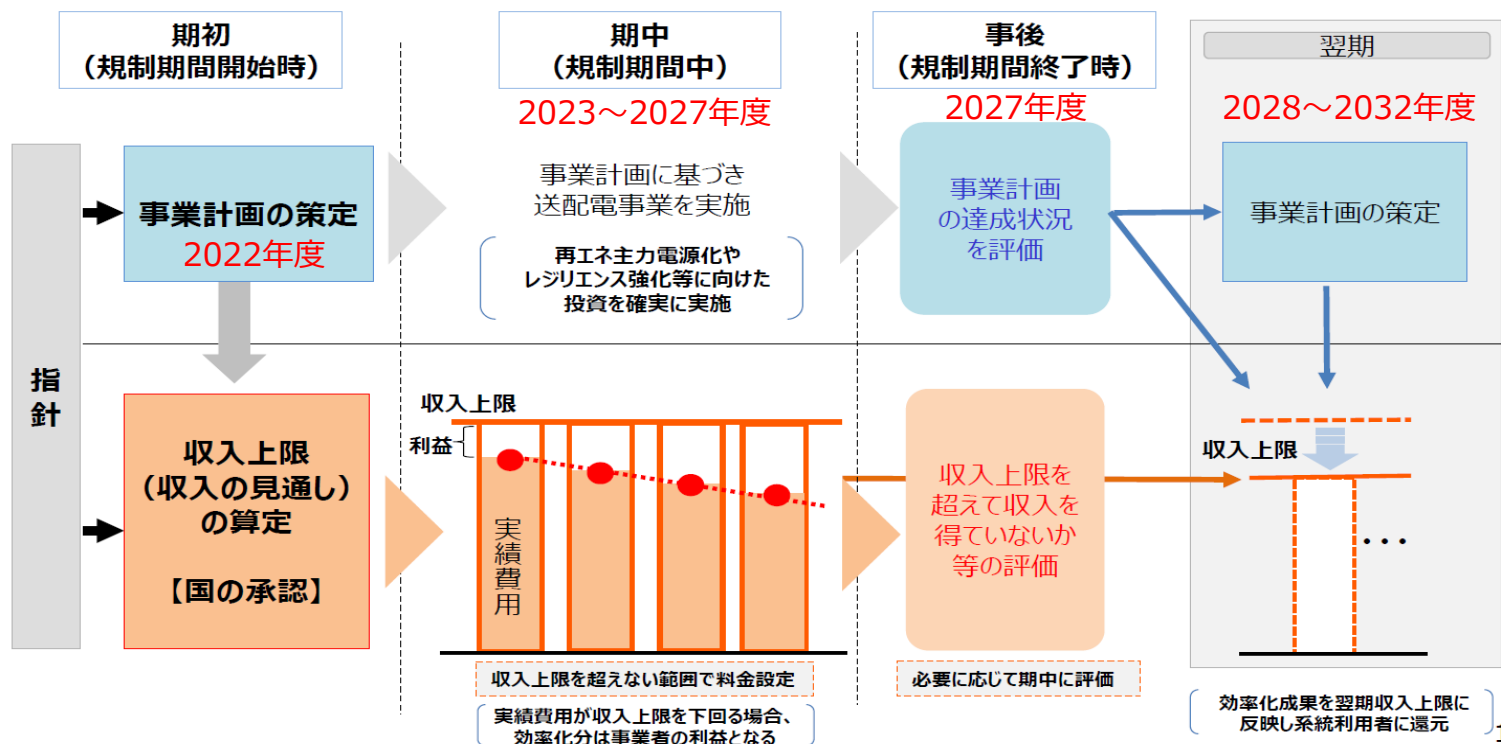 期初
（規制期間開始時）
期中
（規制期間中）
2023～2027年度
事後
（規制期間終了時）
2027年度
翌期
2028～2032年度
指針
事業計画の策定
2022年度
事業計画に基づき
送配電事業を実施
再エネ主力電源化や
レジリエンス強化等に向けた
投資を確実に実施
事業計画
の達成状況
を評価
事業計画の策定
収入上限
（収入の見通し）
の算定
【国の承認】
収入上限
利益
実績費用
収入上限を超えない範囲で料金設定
実績費用が収入上限を下回る場合、
効率化分は事業者の利益となる
収入上限を
超えて収入を
得ていないか
等の評価
必要に応じて期中に評価
収入上限
・・・
効率化成果を翌期収入上限に
反映し系統利用者に還元